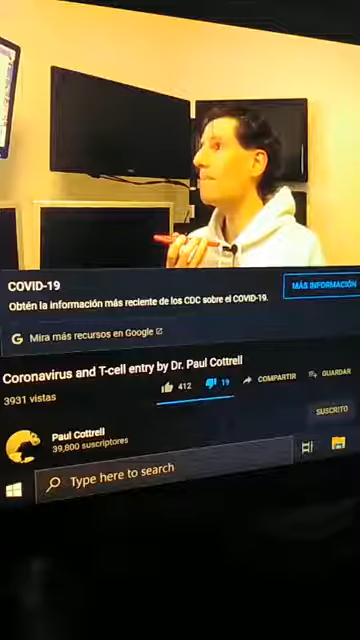 COVID-19
MÁS INFORMACIÓN
Obtén la información más reciente de los CDC sobre el COVID-19.
G Mira más recursos en Google
Coronavirus and T-cell entry by Dr. Paul Cottrell
3931 vistas
412
19
COMPARTIR
GUARDAR
Paul Cottrell
39,800 suscriptores
SUSCRITO
Type here to search